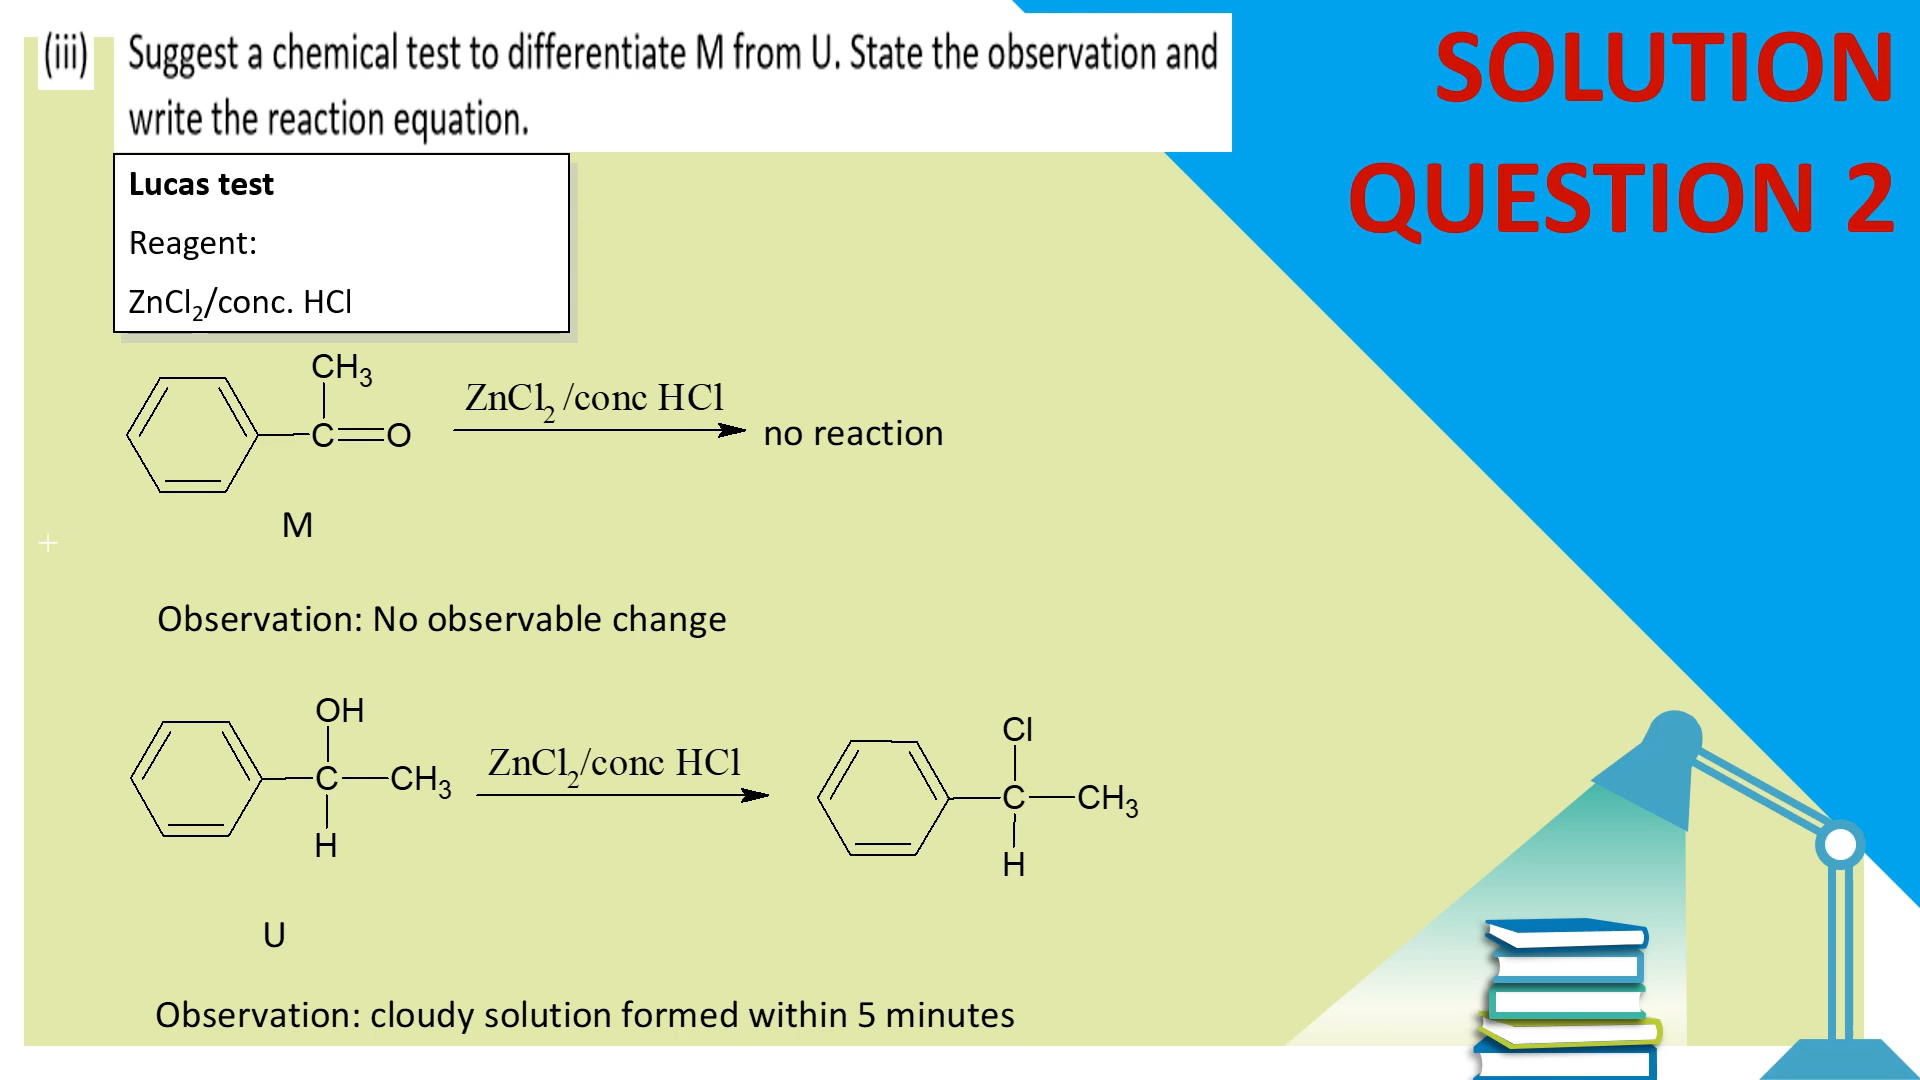 (iii) Suggest a chemical test to differentiate M from U. State the observation and
write the reaction equation.
SOLUTION
QUESTION 2
Lucas test
Reagent:
ZnCl₂/conc. HCl
CH₃
C=O
ZnCl₂ /conc HCl
no reaction
M
Observation: No observable change
OH
C—CH₃
H
ZnCl₂/conc HCl
Cl
C—CH₃
H
U
Observation: cloudy solution formed within 5 minutes